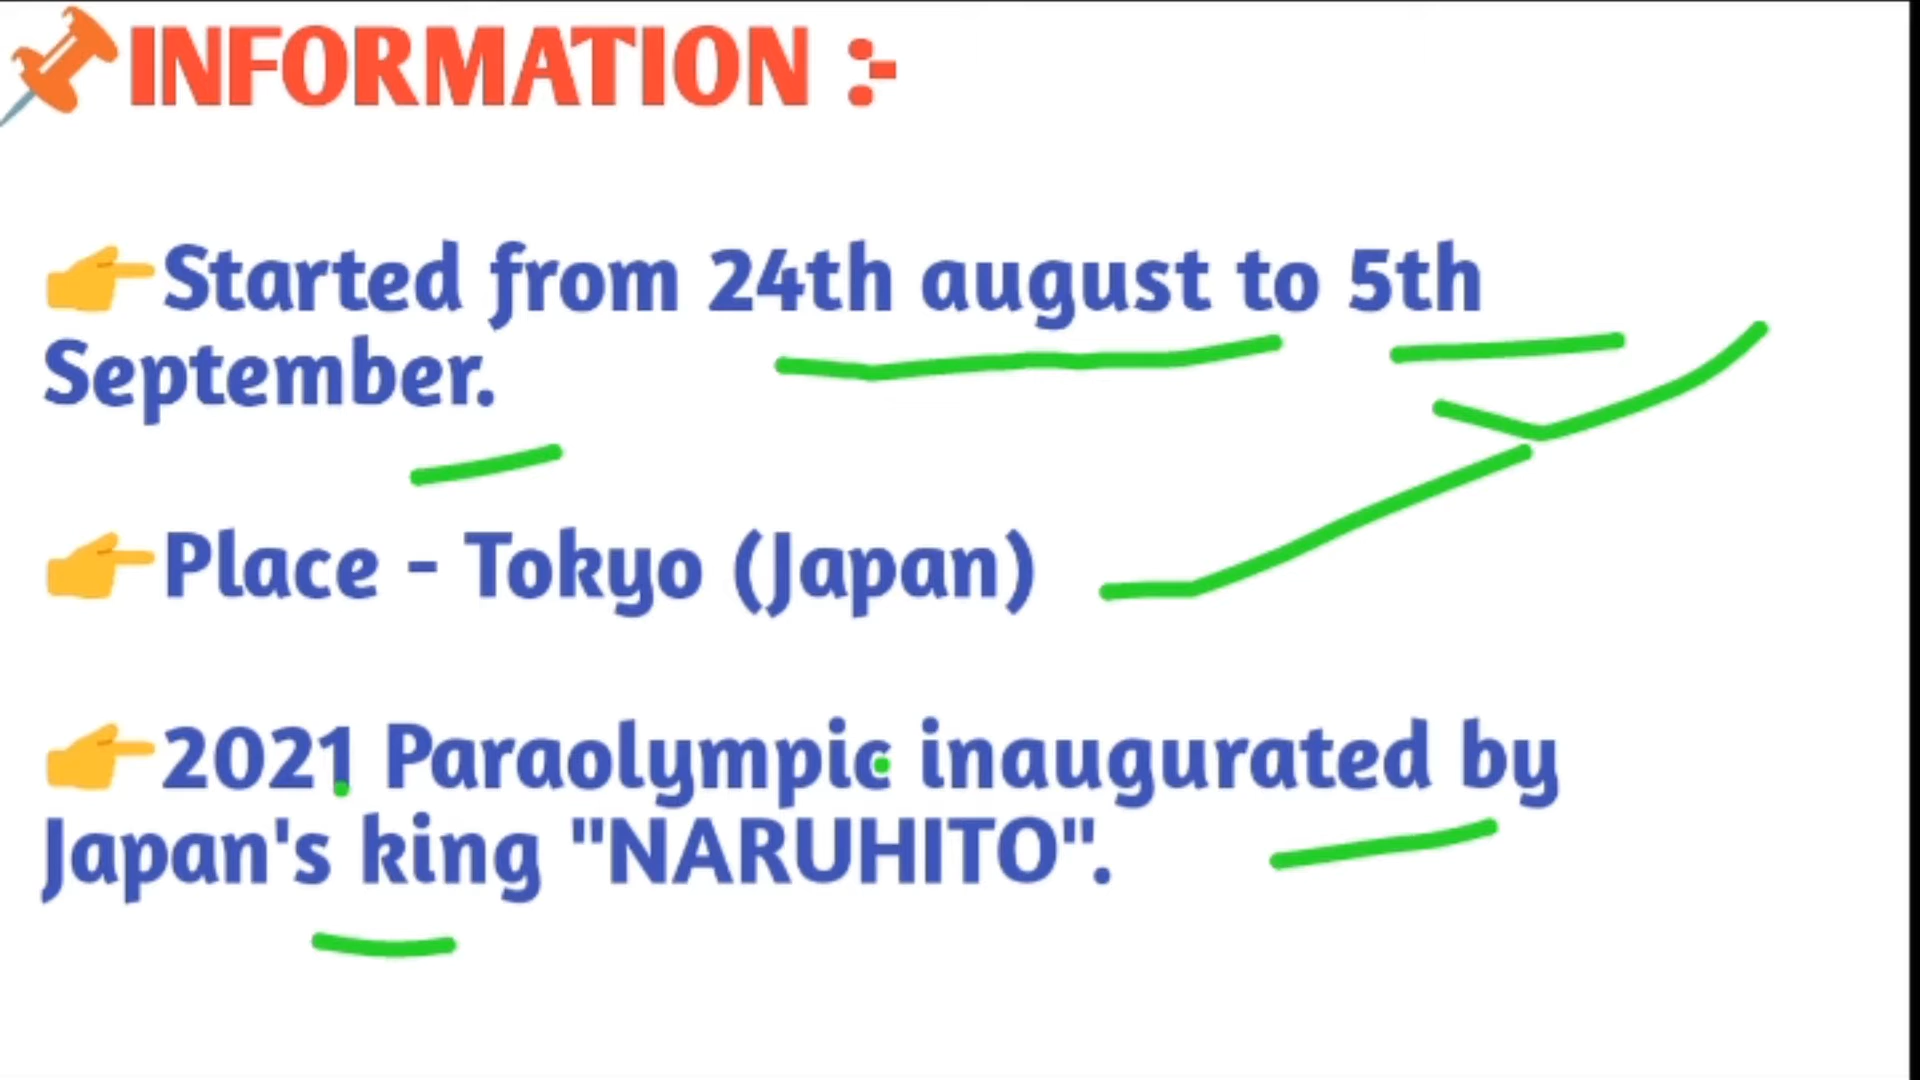 INFORMATION :-
Started from 24th august to 5th
September.
Place - Tokyo (Japan)
2021 Paraolympic inaugurated by
Japan's king "NARUHITO".